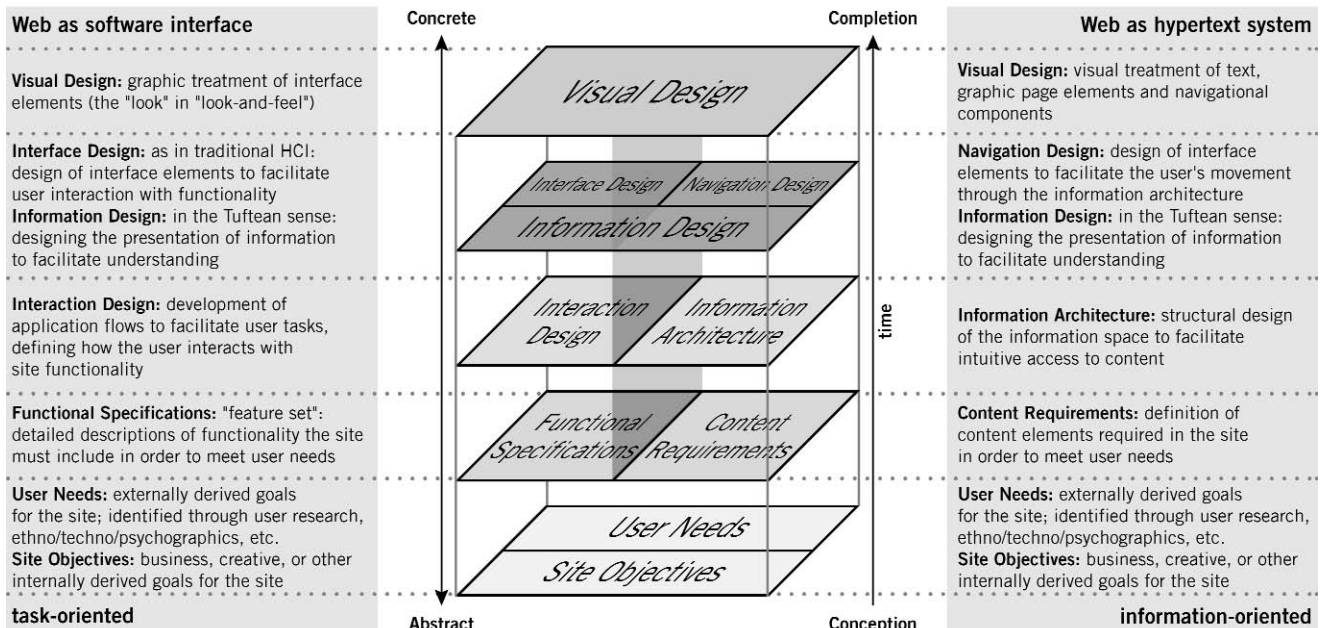 Web as software interface
Visual Design: graphic treatment of interface
elements (the "look" in "look-and-feel")
Interface Design: as in traditional HCI:
design of interface elements to facilitate
user interaction with functionality
Information Design: in the Tuftean sense:
designing the presentation of information
to facilitate understanding
Interaction Design: development of
application flows to facilitate user tasks,
defining how the user interacts with
site functionality
Functional Specifications: "feature set":
detailed descriptions of functionality the site
must include in order to meet user needs
User Needs: externally derived goals
for the site; identified through user research,
ethno/techno/psychographics, etc.
Site Objectives: business, creative, or other
internally derived goals for the site
task-oriented
Concrete
Completion
Visual Design
Interface Design
Navigation Design
Information Design
Interaction
Design
Information
Architecture
Functional
Specifications
Content
Requirements
User Needs
Site Objectives
time
Abstract
Conception
Web as hypertext system
Visual Design: visual treatment of text,
graphic page elements and navigational
components
Navigation Design: design of interface
elements to facilitate the user's movement
through the information architecture
Information Design: in the Tuftean sense:
designing the presentation of information
to facilitate understanding
Information Architecture: structural design
of the information space to facilitate
intuitive access to content
Content Requirements: definition of
content elements required in the site
in order to meet user needs
User Needs: externally derived goals
for the site; identified through user research,
ethno/techno/psychographics, etc.
Site Objectives: business, creative, or other
internally derived goals for the site
information-oriented